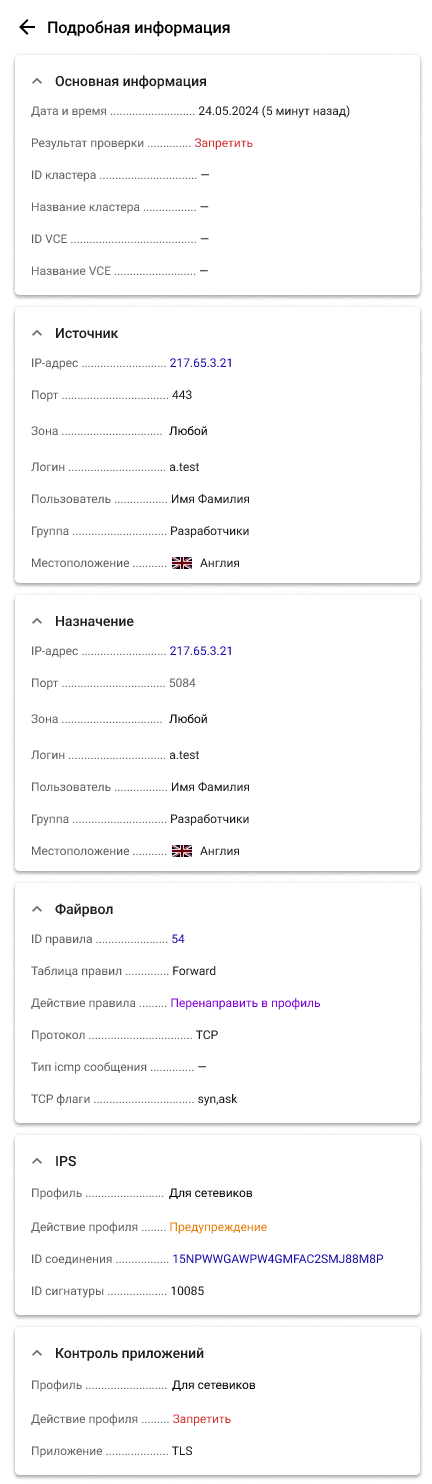 Подробная информация
Основная информация
Дата и время .......................... 24.05.2024 (5 минут назад)
Результат проверки ............. Запретить
ID кластера .............................. —
Название кластера ................. —
ID VCE ....................................... —
Название VCE ......................... —
Источник
IP-адрес .......................... 217.65.3.21
Порт ................................. 443
Зона ............................... Любой
Логин .............................. a.test
Пользователь ................. Имя Фамилия
Группа ............................. Разработчики
Местоположение ........... Англия
Назначение
IP-адрес .......................... 217.65.3.21
Порт ................................ 5084
Зона ............................... Любой
Логин .............................. a.test
Пользователь ................. Имя Фамилия
Группа ............................. Разработчики
Местоположение ........... Англия
Файрвол
ID правила ....................... 54
Таблица правил .............. Forward
Действие правила ......... Перенаправить в профиль
Протокол ................................ TCP
Тип icmp сообщения .............. —
TCP флаги ............................... syn,ask
IPS
Профиль ........................ Для сетевиков
Действие профиля ........ Предупреждение
ID соединения ................ 15NPWWGAWPW4GMFAC2SMJ88M8P
ID сигнатуры ................... 10085
Контроль приложений
Профиль ......................... Для сетевиков
Действие профиля ......... Запретить
Приложение ................... TLS